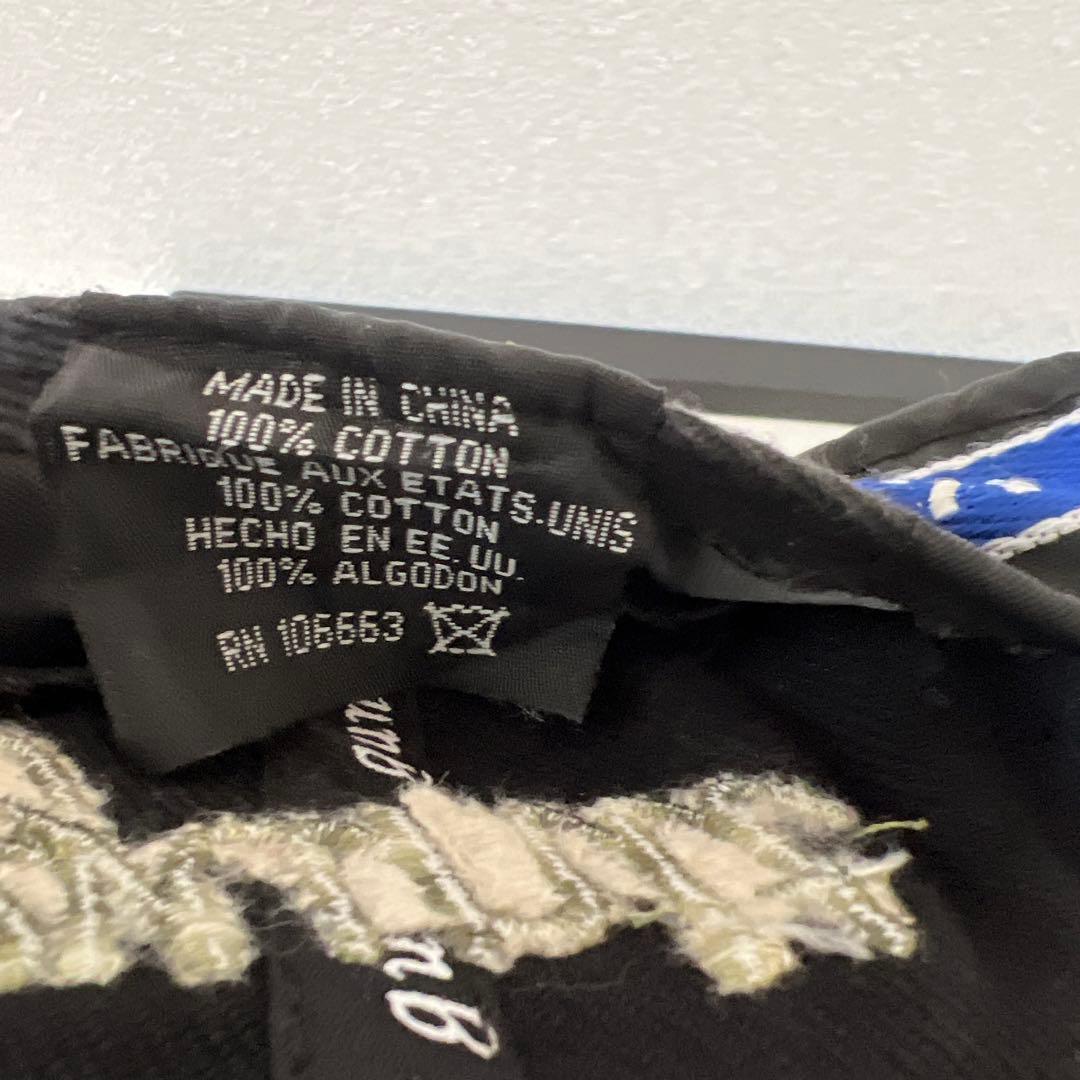 MADE IN CHINA
100% COTTON
FABRIQUE AUX ETATS-UNIS
100% COTTON
HECHO EN EE. UU.
100% ALGODON
RN 106663